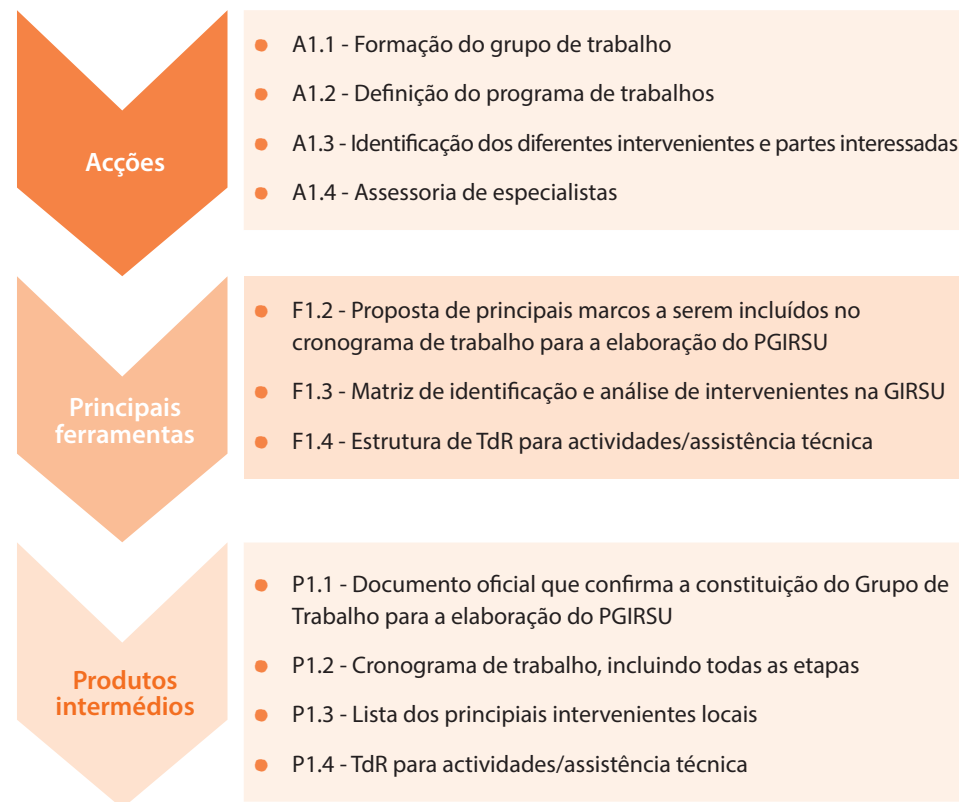 Acções
A1.1 - Formação do grupo de trabalho
A1.2 - Definição do programa de trabalhos
A1.3 - Identificação dos diferentes intervenientes e partes interessadas
A1.4 - Assessoria de especialistas
Principais
ferramentas
F1.2 - Proposta de principais marcos a serem incluídos no
cronograma de trabalho para a elaboração do PGIRSU
F1.3 - Matriz de identificação e análise de intervenientes na GIRSU
F1.4 - Estrutura de TdR para actividades/assistência técnica
Produtos
intermédios
P1.1 - Documento oficial que confirma a constituição do Grupo de
Trabalho para a elaboração do PGIRSU
P1.2 - Cronograma de trabalho, incluindo todas as etapas
P1.3 - Lista dos principiais intervenientes locais
P1.4 - TdR para actividades/assistência técnica